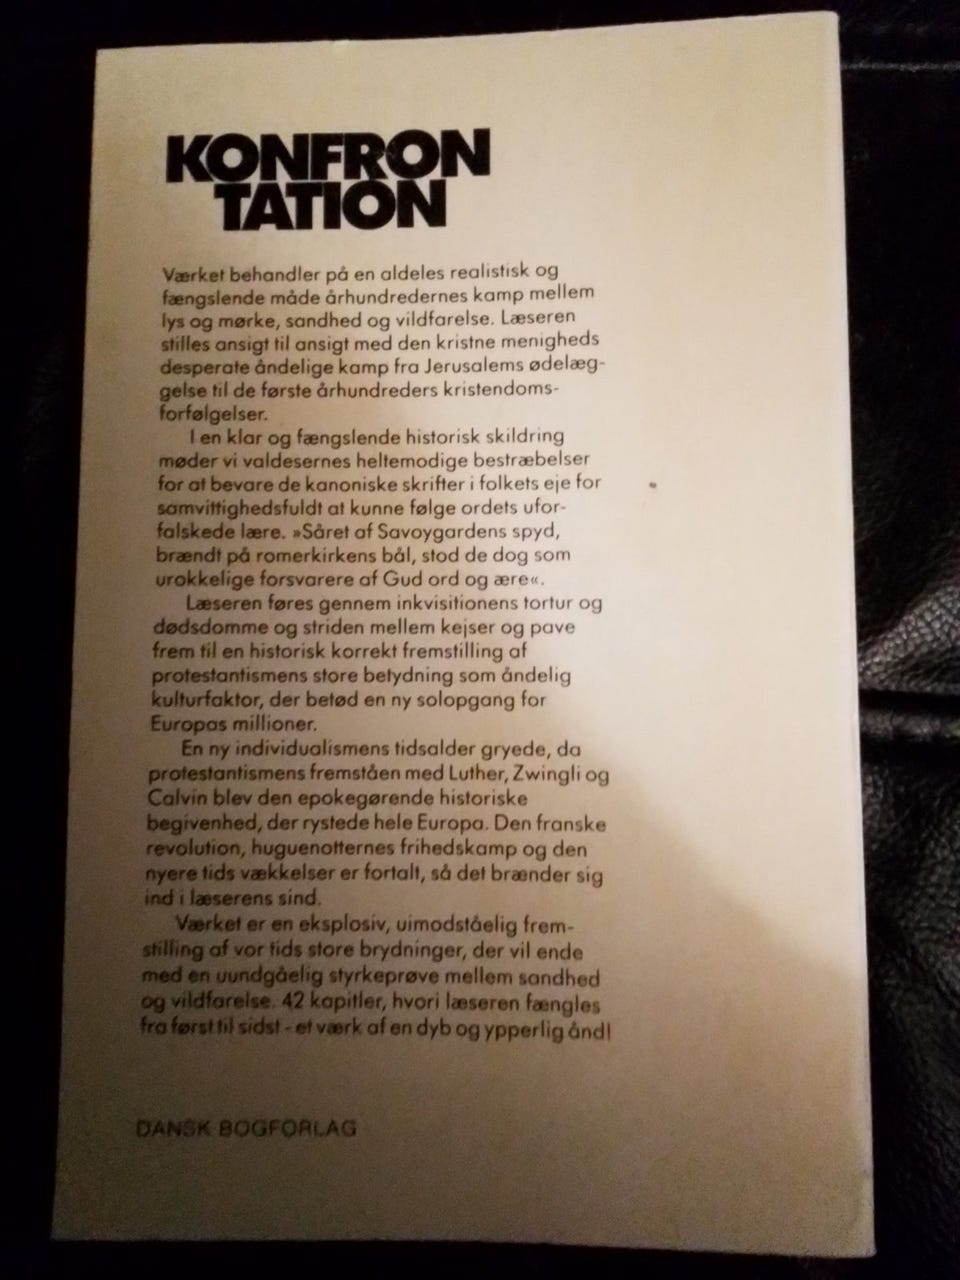 KONFRON
TATION
Værket behandler på en aldeles realistisk og
fængslende måde århundredernes kamp mellem
lys og mørke, sandhed og vildfarelse. Læseren
stilles ansigt til ansigt med den kristne menigheds
desperate åndelige kamp fra Jerusalems ødelæg-
gelse til de første århundreders kristendoms-
forfølgelser.
I en klar og fængslende historisk skildring
møder vi valdesernes heltemodige bestræbelser
for at bevare de kanoniske skrifter i folkets eje for
samvittighedsfuldt at kunne følge ordets ufor-
falskede lære. »Såret af Savoygardens spyd,
brændt på romerkirkens bål, stod de dog som
urokkelige forsvarere af Gud ord og ære«.
Læseren føres gennem inkvisitionens tortur og
dødsdomme og striden mellem kejser og pave
frem til en historisk korrekt fremstilling af
protestantismens store betydning som åndelig
kulturfaktor, der betød en ny solopgang for
Europas millioner.
En ny individualismens tidsalder gryede, da
protestantismens fremståen med Luther, Zwingli og
Calvin blev den epokegørende historiske
begivenhed, der rystede hele Europa. Den franske
revolution, huguenotternes frihedskamp og den
nyere tids vækkelser er fortalt, så det brænder sig
ind i læserens sind.
Værket er en eksplosiv, uimodståelig frem-
stilling af vor tids store brydninger, der vil ende
med en uundgåelig styrkeprøve mellem sandhed
og vildfarelse. 42 kapitler, hvori læseren fængles
fra først til sidst - et værk af en dyb og ypperlig ånd!
DANSK BOGFORLAG